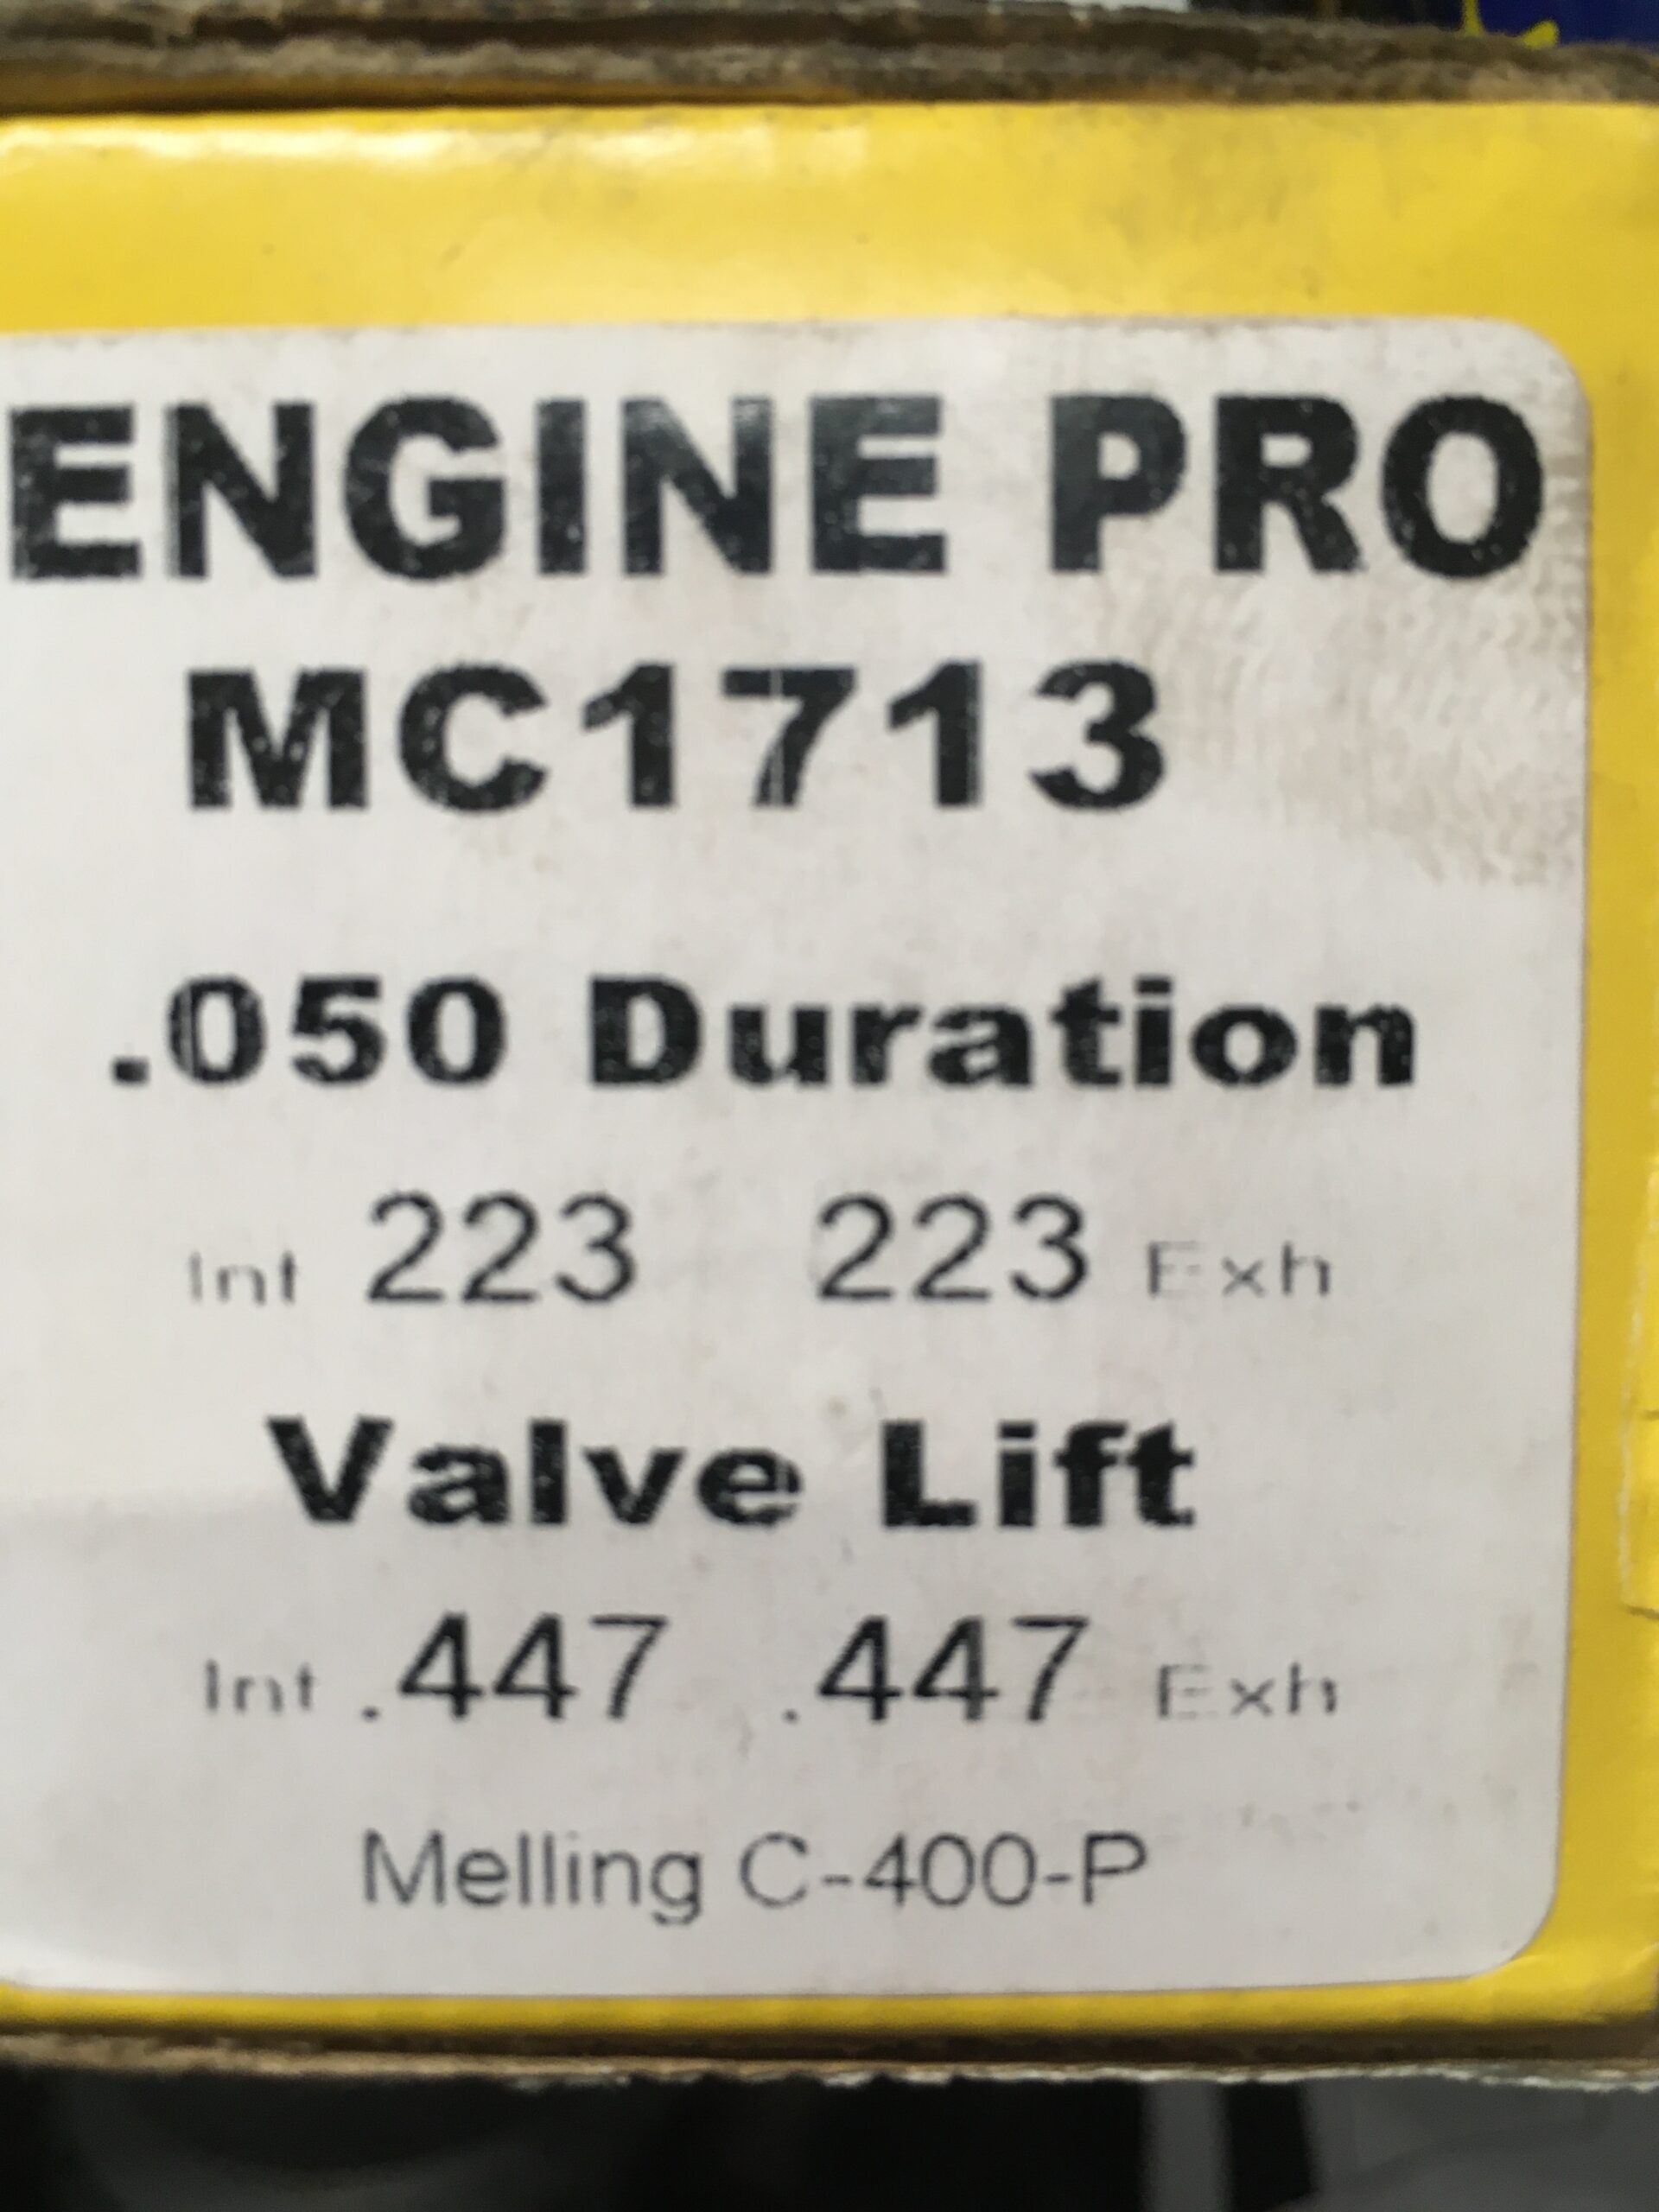 ENGINE PRO
MC1713
.050 Duration
Int 223 223 Exh
Valve Lift
Int .447 .447 Exh
Melling C-400-P